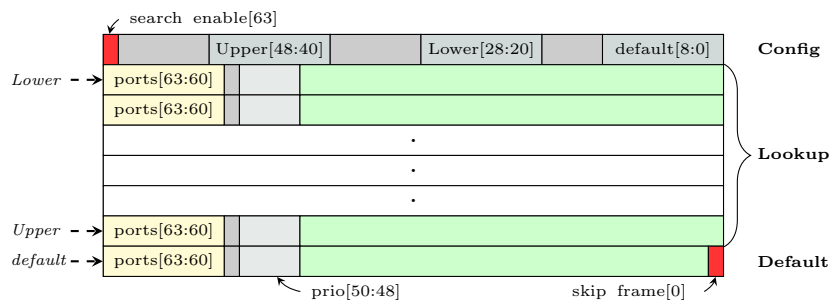 search enable[63]
Upper[48:40] Lower[28:20] default[8:0] Config
Lower ports[63:60]
ports[63:60]
.
. Lookup
.
Upper ports[63:60]
default ports[63:60] Default
prio[50:48] skip frame[0]